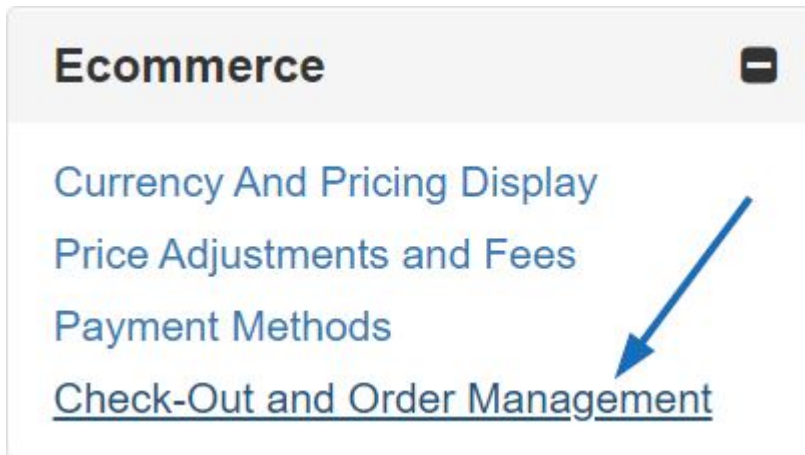 Ecommerce
Currency And Pricing Display
Price Adjustments and Fees
Payment Methods
Check-Out and Order Management